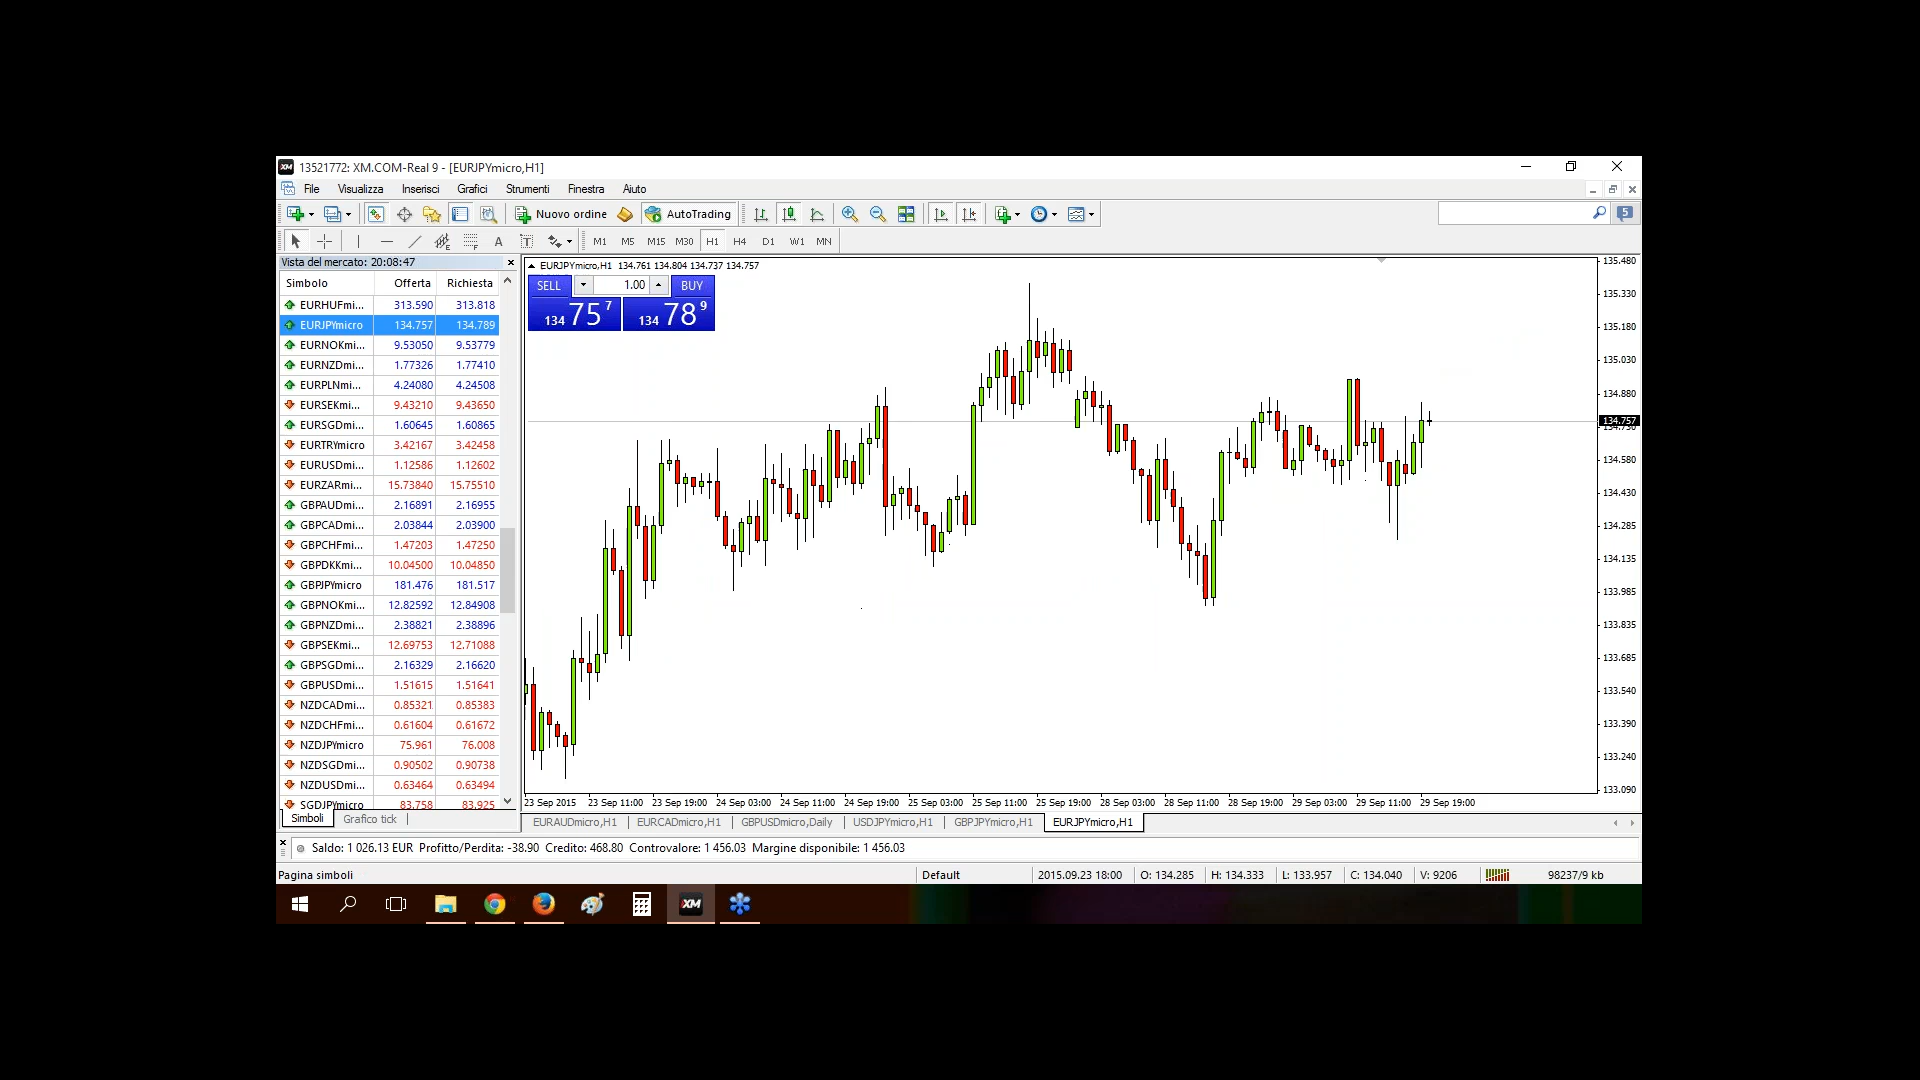 XM 13521772: XM.COM-Real 9 - [EURJPYmicro,H1]
File Visualizza Inserisci Grafici Strumenti Finestra Aiuto
Nuovo ordine AutoTrading 5
A T M1 M5 M15 M30 H1 H4 D1 W1 MN
Vista del mercato: 20:08:47
Simbolo Offerta Richiesta
EURHUFmi... 313.590 313.818
EURJPYmicro 134.757 134.789
EURNOKmi... 9.53050 9.53779
EURNZDmi... 1.77326 1.77410
EURPLNmi... 4.24080 4.24508
EURSEKmi... 9.43210 9.43650
EURSGDmi... 1.60645 1.60865
EURTRYmicro 3.42167 3.42458
EURUSDmi... 1.12586 1.12602
EURZARmi... 15.73840 15.75510
GBPAUDmi... 2.16891 2.16955
GBPCADmi... 2.03844 2.03900
GBPCHFmi... 1.47203 1.47250
GBPDKKmi... 10.04500 10.04850
GBPJPYmicro 181.476 181.517
GBPNOKmi... 12.82592 12.84908
GBPNZDmi... 2.38821 2.38896
GBPSEKmi... 12.69753 12.71088
GBPSGDmi... 2.16329 2.16620
GBPUSDmi... 1.51615 1.51641
NZDCADmi... 0.85321 0.85383
NZDCHFmi... 0.61604 0.61672
NZDJPYmicro 75.961 76.008
NZDSGDmi... 0.90502 0.90738
NZDUSDmi... 0.63464 0.63494
SGDJPYmicro 83.758 83.925
Simboli Grafico tick
EURJPYmicro,H1 134.761 134.804 134.737 134.757
SELL 1.00 BUY
134 75 7 134 78 9
135.480
135.330
135.180
135.030
134.880
134.757
134.730
134.580
134.430
134.285
134.135
133.985
133.835
133.685
133.540
133.390
133.240
133.090
23 Sep 2015 23 Sep 11:00 23 Sep 19:00 24 Sep 03:00 24 Sep 11:00 24 Sep 19:00 25 Sep 03:00 25 Sep 11:00 25 Sep 19:00 28 Sep 03:00 28 Sep 11:00 28 Sep 19:00 29 Sep 03:00 29 Sep 11:00 29 Sep 19:00
EURAUDmicro,H1 EURCADmicro,H1 GBPUSDmicro,Daily USDJPYmicro,H1 GBPJPYmicro,H1 EURJPYmicro,H1
Saldo: 1 026.13 EUR Profitto/Perdita: -38.90 Credito: 468.80 Controvalore: 1 456.03 Margine disponibile: 1 456.03
Pagina simboli Default 2015.09.23 18:00 O: 134.285 H: 134.333 L: 133.957 C: 134.040 V: 9206 98237/9 kb
XM